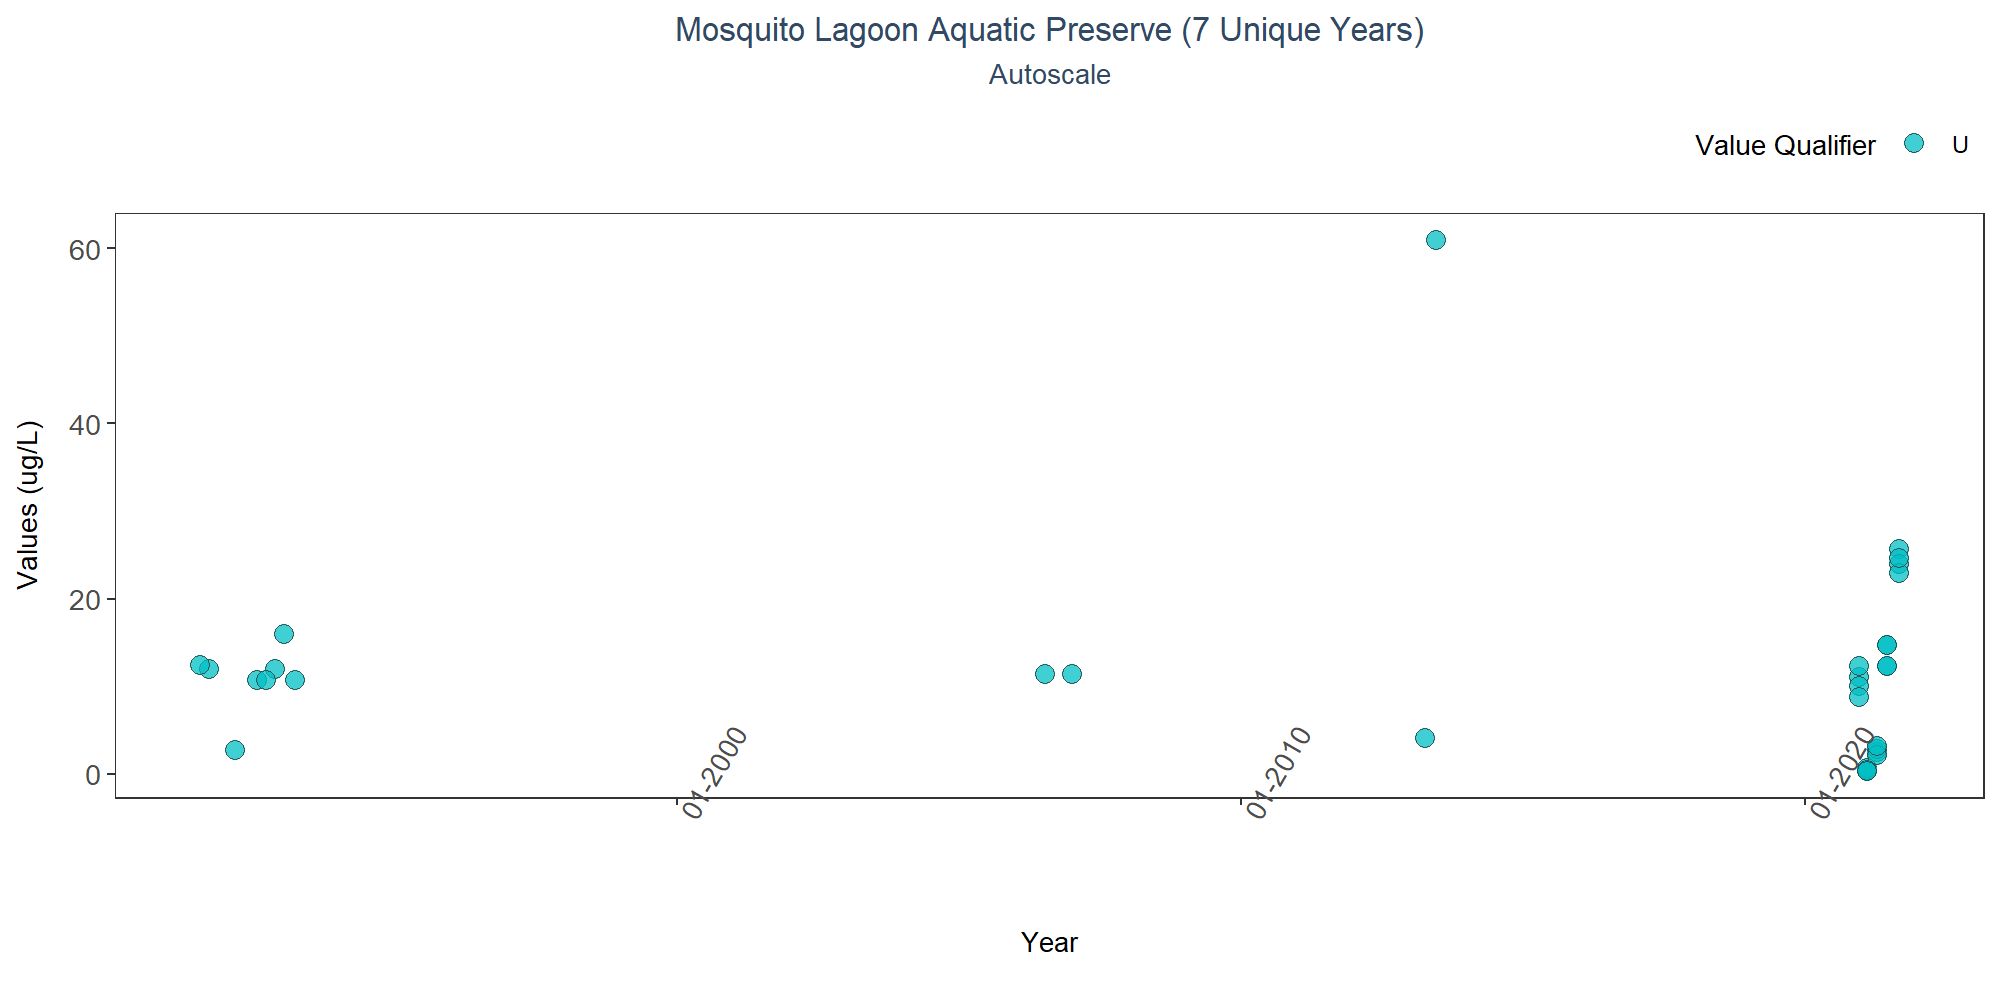 Mosquito Lagoon Aquatic Preserve (7 Unique Years)
Autoscale
Value Qualifier U
Values (ug/L)
60
40
20
0
01-2000
01-2010
01-2020
Year